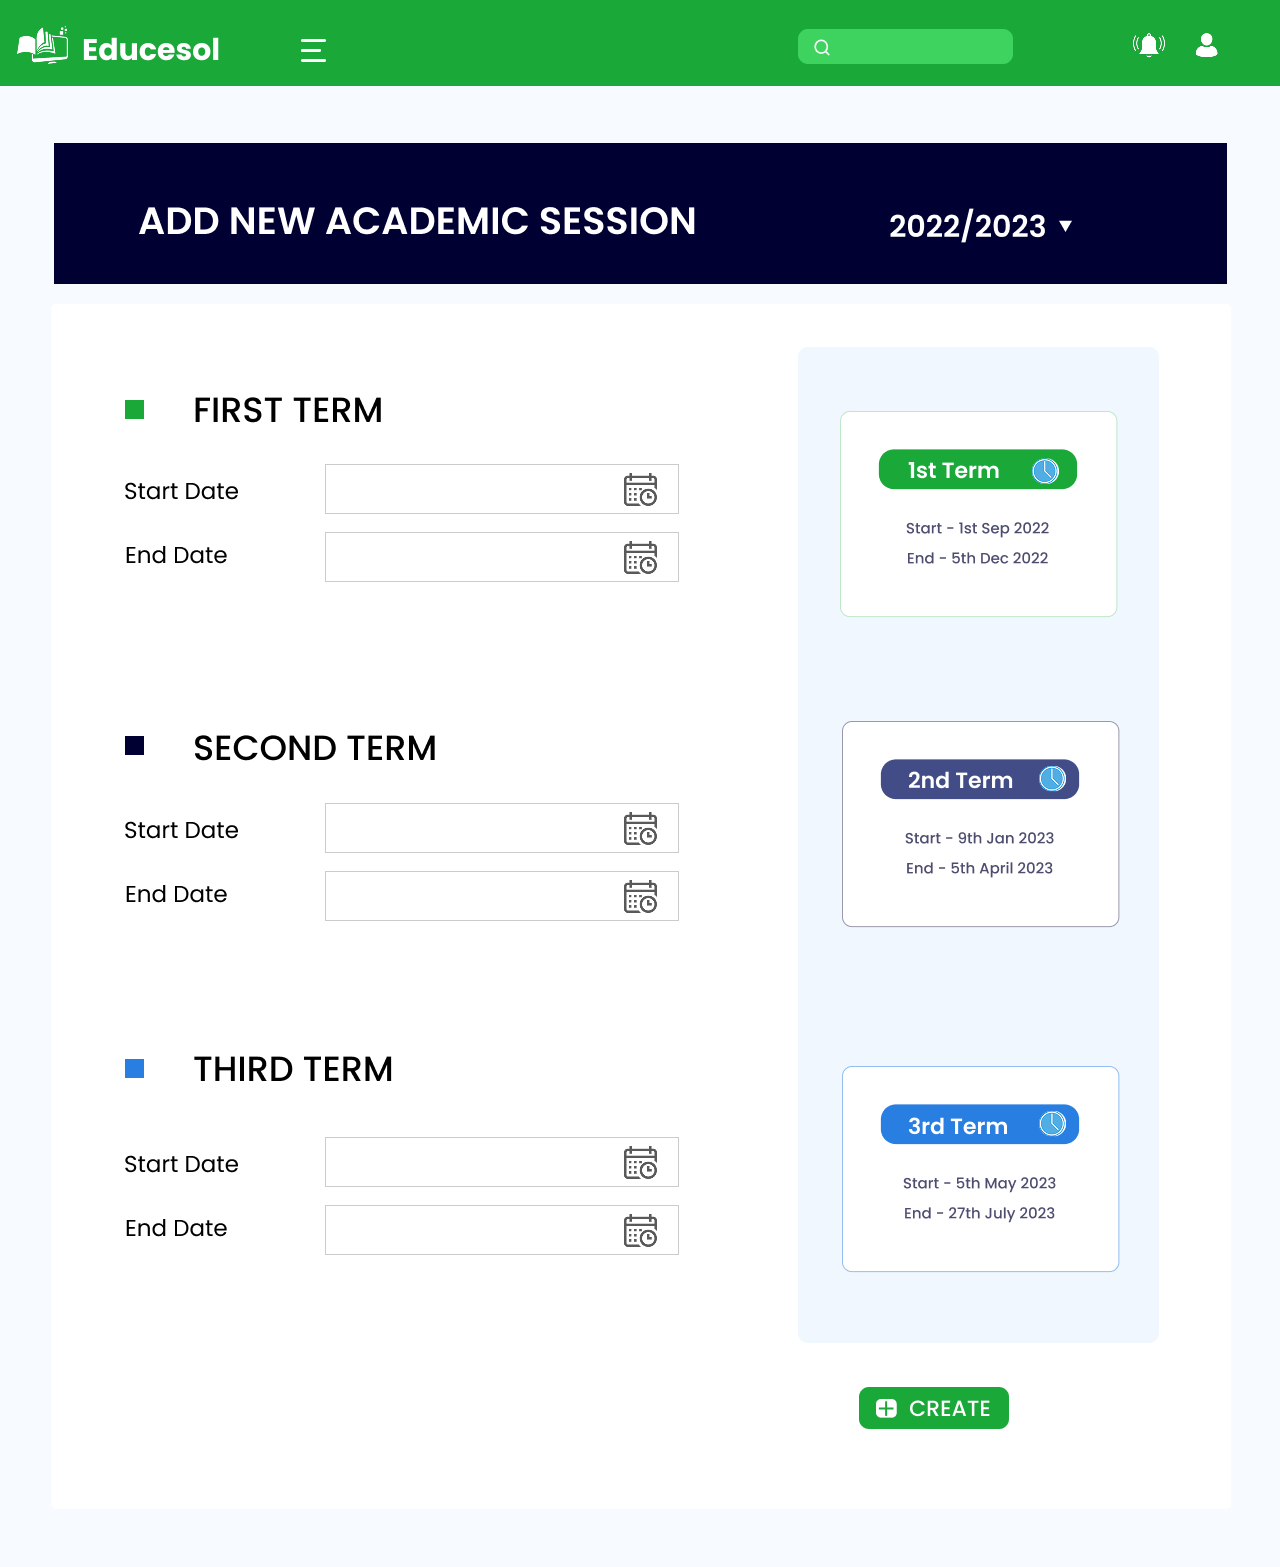 Educesol
ADD NEW ACADEMIC SESSION
2022/2023
FIRST TERM
Start Date
End Date
SECOND TERM
Start Date
End Date
THIRD TERM
Start Date
End Date
1st Term
Start - 1st Sep 2022
End - 5th Dec 2022
2nd Term
Start - 9th Jan 2023
End - 5th April 2023
3rd Term
Start - 5th May 2023
End - 27th July 2023
CREATE